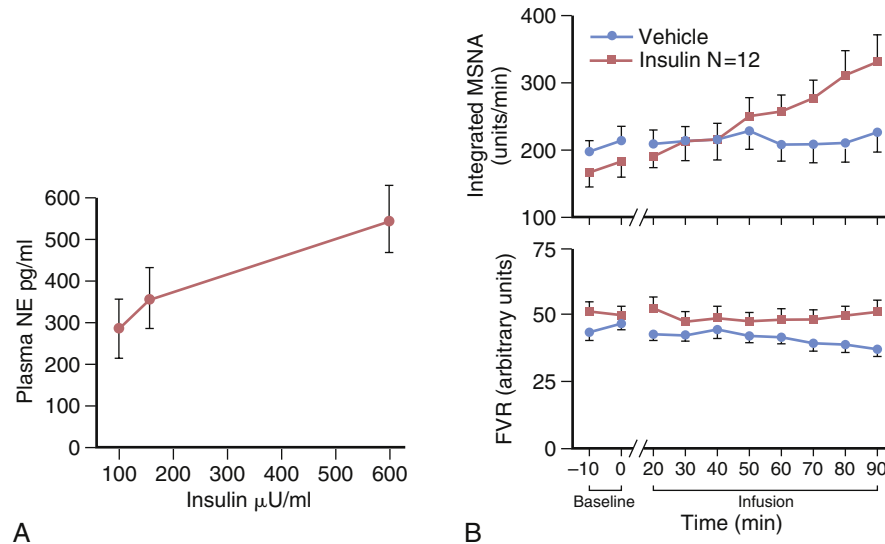 Plasma NE pg/ml
600
500
400
300
200
100
0
100 200 300 400 500 600
Insulin μU/ml
A
Integrated MSNA
(units/min)
400
300
200
100
Vehicle
Insulin N=12
FVR (arbitrary units)
75
50
25
0
–10 0 20 30 40 50 60 70 80 90
Baseline Infusion
Time (min)
B